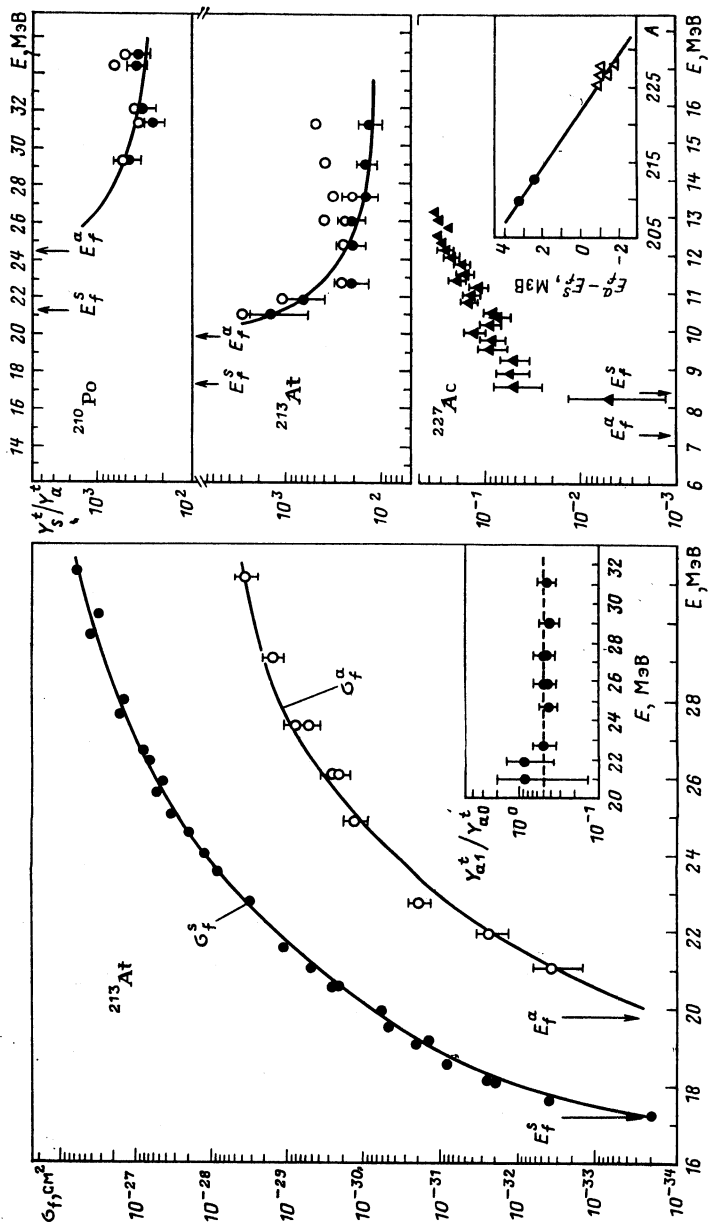 σ_f, см²
10⁻²⁷
10⁻²⁸
10⁻²⁹
10⁻³⁰
10⁻³¹
10⁻³²
10⁻³³
10⁻³⁴
²¹³At
σ_f^s
σ_f^a
E_f^s
E_f^a
16 18 20 22 24 26 28 E, МэВ
Y_{a1}^t / Y_{a0}^t
10⁰
10⁻¹
20 22 24 26 28 30 32
E, МэВ
Y_s^t/Y_a^t
10³
10²
²¹⁰Po
E_f^s
E_f^a
14 16 18 20 22 24 26 28 30 32 E, МэВ
10³
10²
²¹³At
E_f^s
E_f^a
10⁻¹
10⁻²
10⁻³
²²⁷Ac
E_f^a
E_f^s
6 7 8 9 10 11 12 13 14 15 16 E, МэВ
E_f^a − E_f^s, МэВ
4
2
0
−2
205 215 225 A